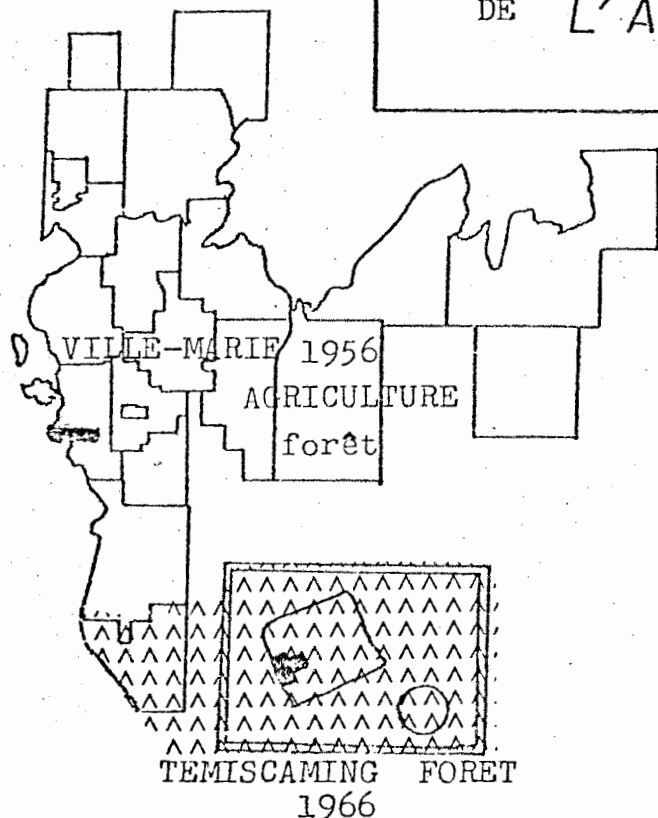 DE L'A
VILLE-MARIE 1956
AGRICULTURE
forêt
TEMISCAMING FORET
1966